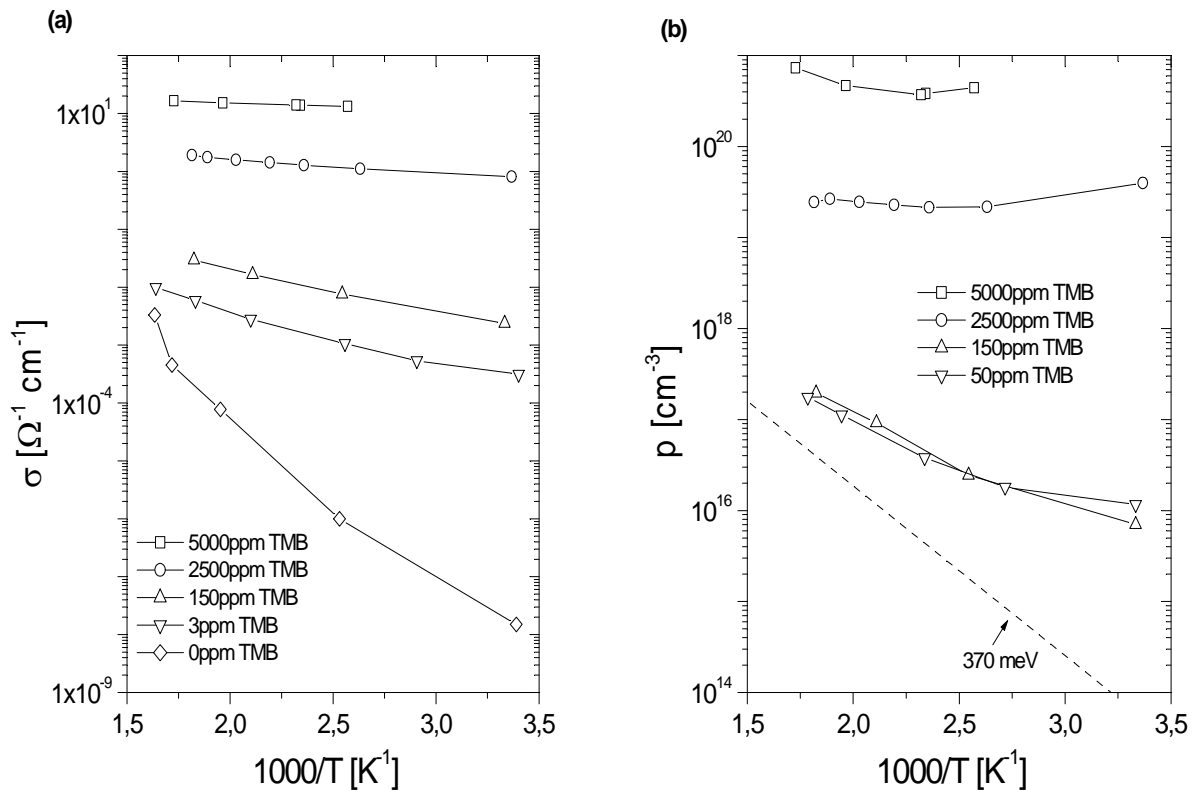 (a)
1x10^1
1x10^-4
1x10^-9
σ [Ω^-1 cm^-1]
5000ppm TMB
2500ppm TMB
150ppm TMB
3ppm TMB
0ppm TMB
1,5 2,0 2,5 3,0 3,5
1000/T [K^-1]
(b)
10^20
10^18
10^16
10^14
p [cm^-3]
5000ppm TMB
2500ppm TMB
150ppm TMB
50ppm TMB
370 meV
1,5 2,0 2,5 3,0 3,5
1000/T [K^-1]